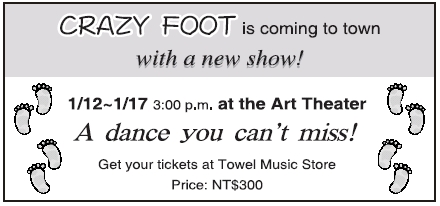 CRAZY FOOT is coming to town
with a new show!
1/12~1/17 3:00 p.m. at the Art Theater
A dance you can't miss!
Get your tickets at Towel Music Store
Price: NT$300